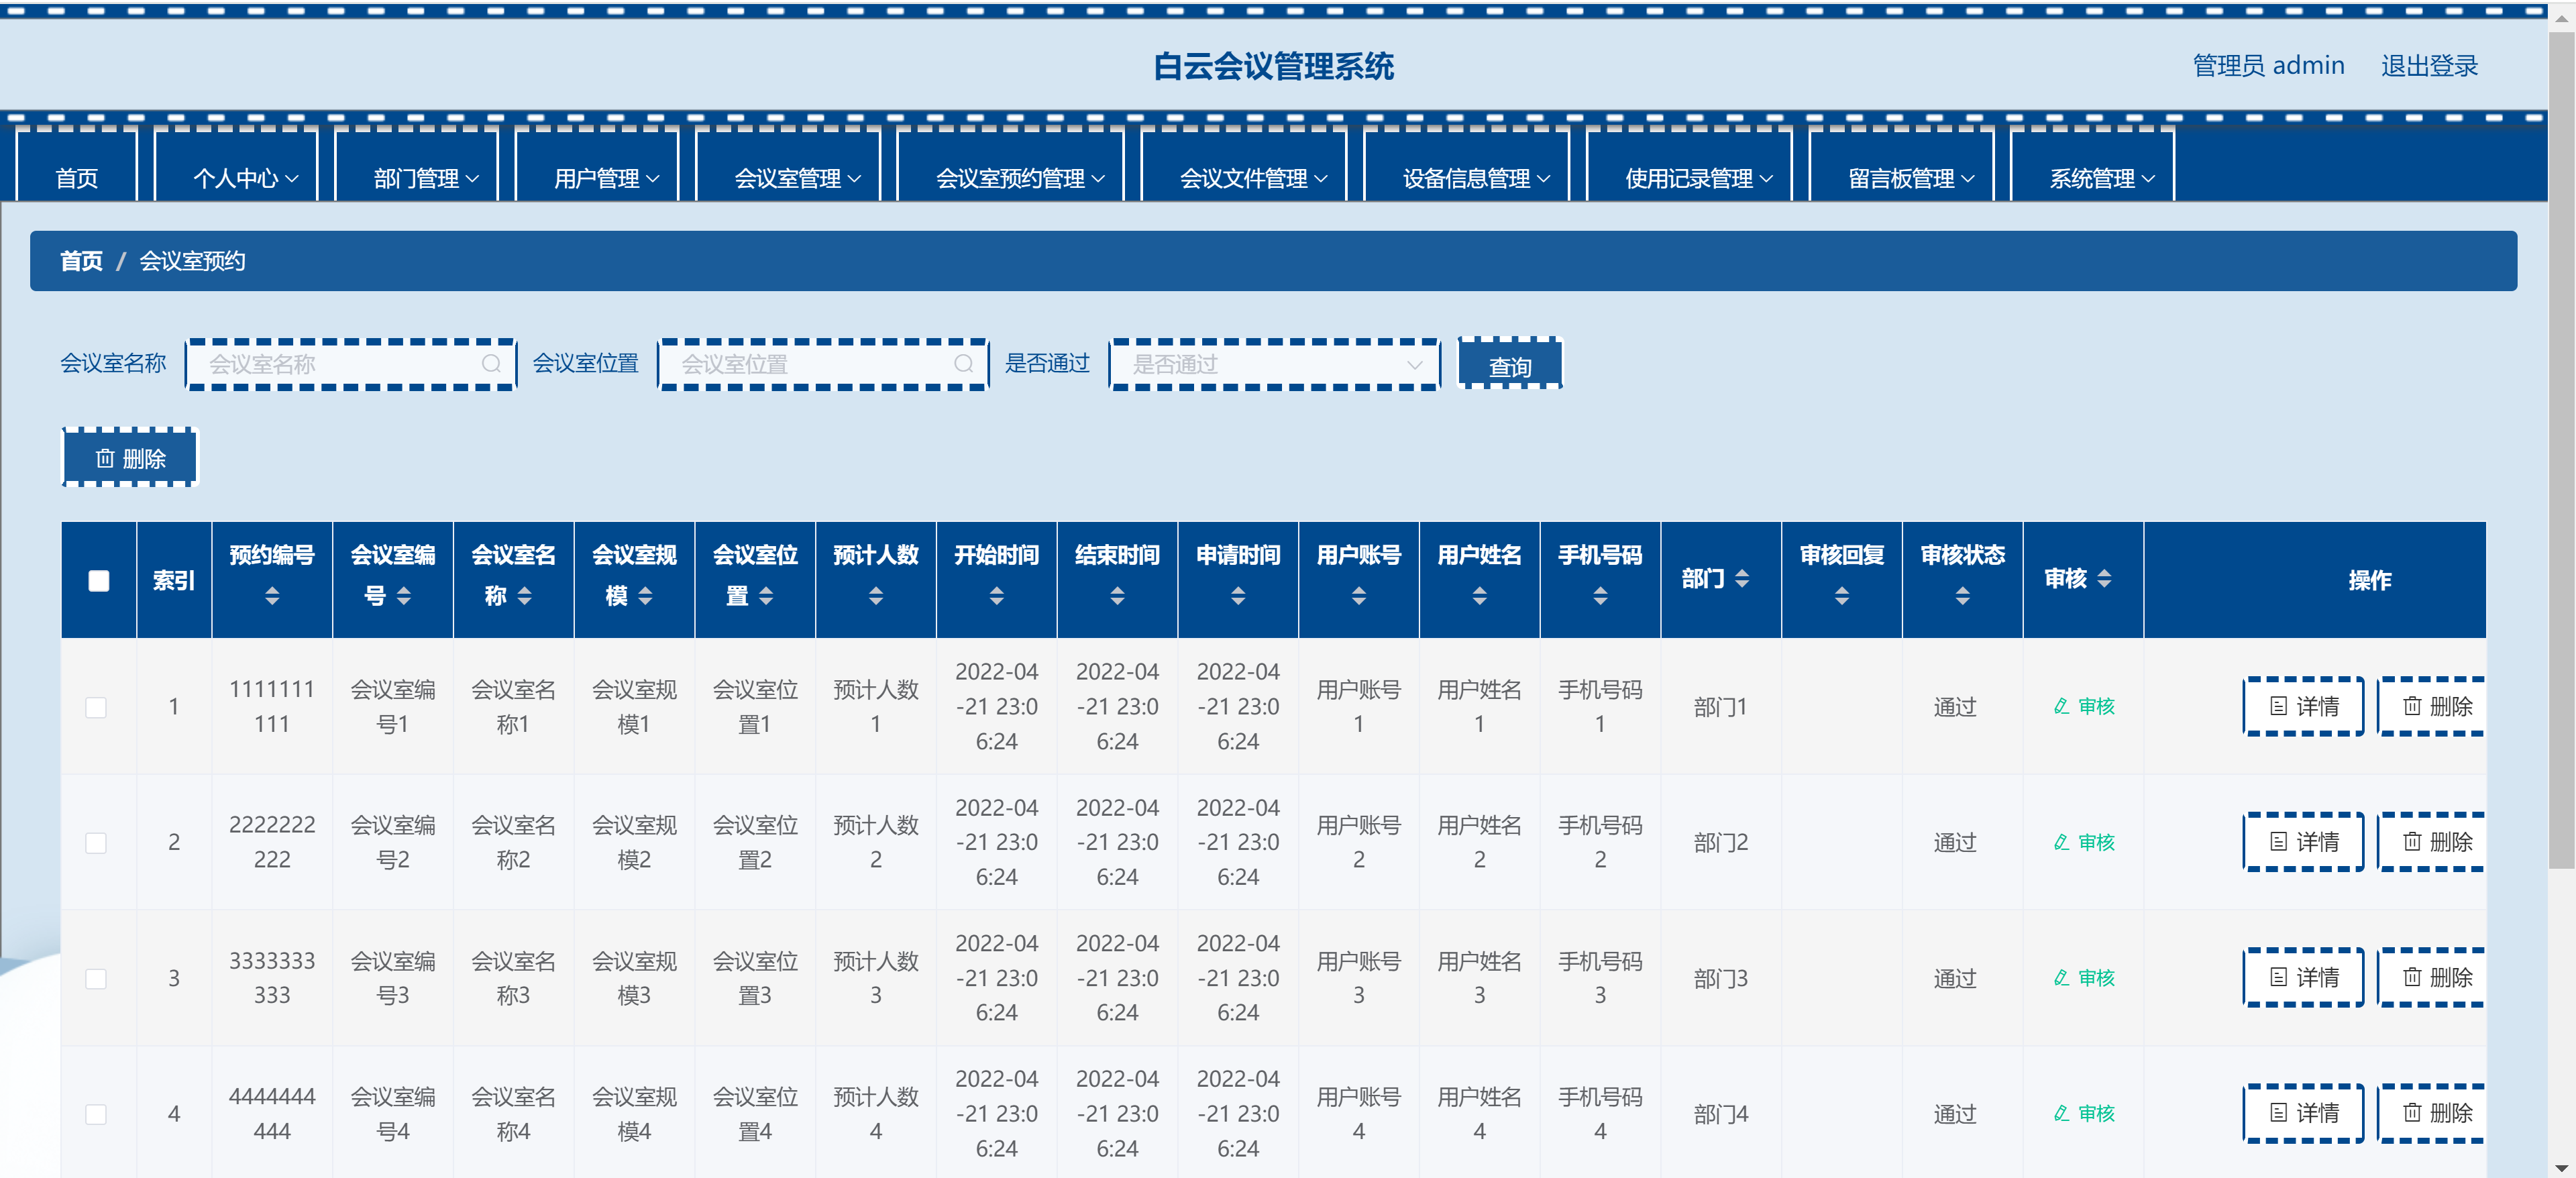 白云会议管理系统
管理员 admin 退出登录
首页 个人中心 部门管理 用户管理 会议室管理 会议室预约管理 会议文件管理 设备信息管理 使用记录管理 留言板管理 系统管理
首页 / 会议室预约
会议室名称 会议室名称 会议室位置 会议室位置 是否通过 是否通过 查询
删除
索引 预约编号 会议室编号 会议室名称 会议室规模 会议室位置 预计人数 开始时间 结束时间 申请时间 用户账号 用户姓名 手机号码 部门 审核回复 审核状态 审核 操作
1 1111111111 会议室编号1 会议室名称1 会议室规模1 会议室位置1 预计人数1 2022-04-21 23:06:24 2022-04-21 23:06:24 2022-04-21 23:06:24 用户账号1 用户姓名1 手机号码1 部门1 通过 审核 详情 删除
2 2222222222 会议室编号2 会议室名称2 会议室规模2 会议室位置2 预计人数2 2022-04-21 23:06:24 2022-04-21 23:06:24 2022-04-21 23:06:24 用户账号2 用户姓名2 手机号码2 部门2 通过 审核 详情 删除
3 3333333333 会议室编号3 会议室名称3 会议室规模3 会议室位置3 预计人数3 2022-04-21 23:06:24 2022-04-21 23:06:24 2022-04-21 23:06:24 用户账号3 用户姓名3 手机号码3 部门3 通过 审核 详情 删除
4 4444444444 会议室编号4 会议室名称4 会议室规模4 会议室位置4 预计人数4 2022-04-21 23:06:24 2022-04-21 23:06:24 2022-04-21 23:06:24 用户账号4 用户姓名4 手机号码4 部门4 通过 审核 详情 删除